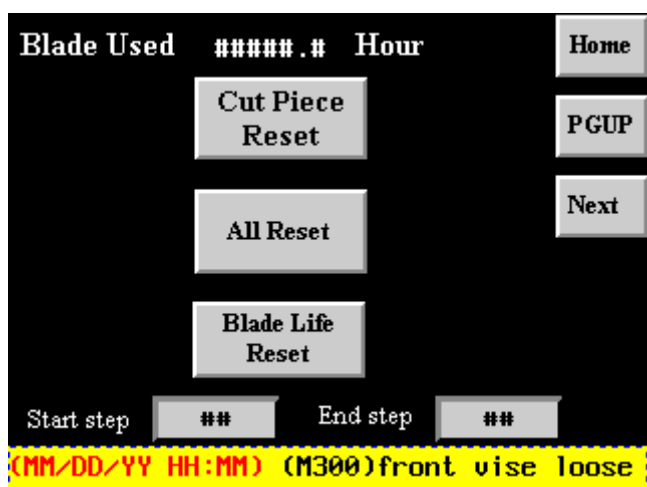 Blade Used #####.# Hour
Home
Cut Piece
Reset
PGUP
All Reset
Next
Blade Life
Reset
Start step ## End step ##
(MM/DD/YY HH:MM) (M300)front vise loose